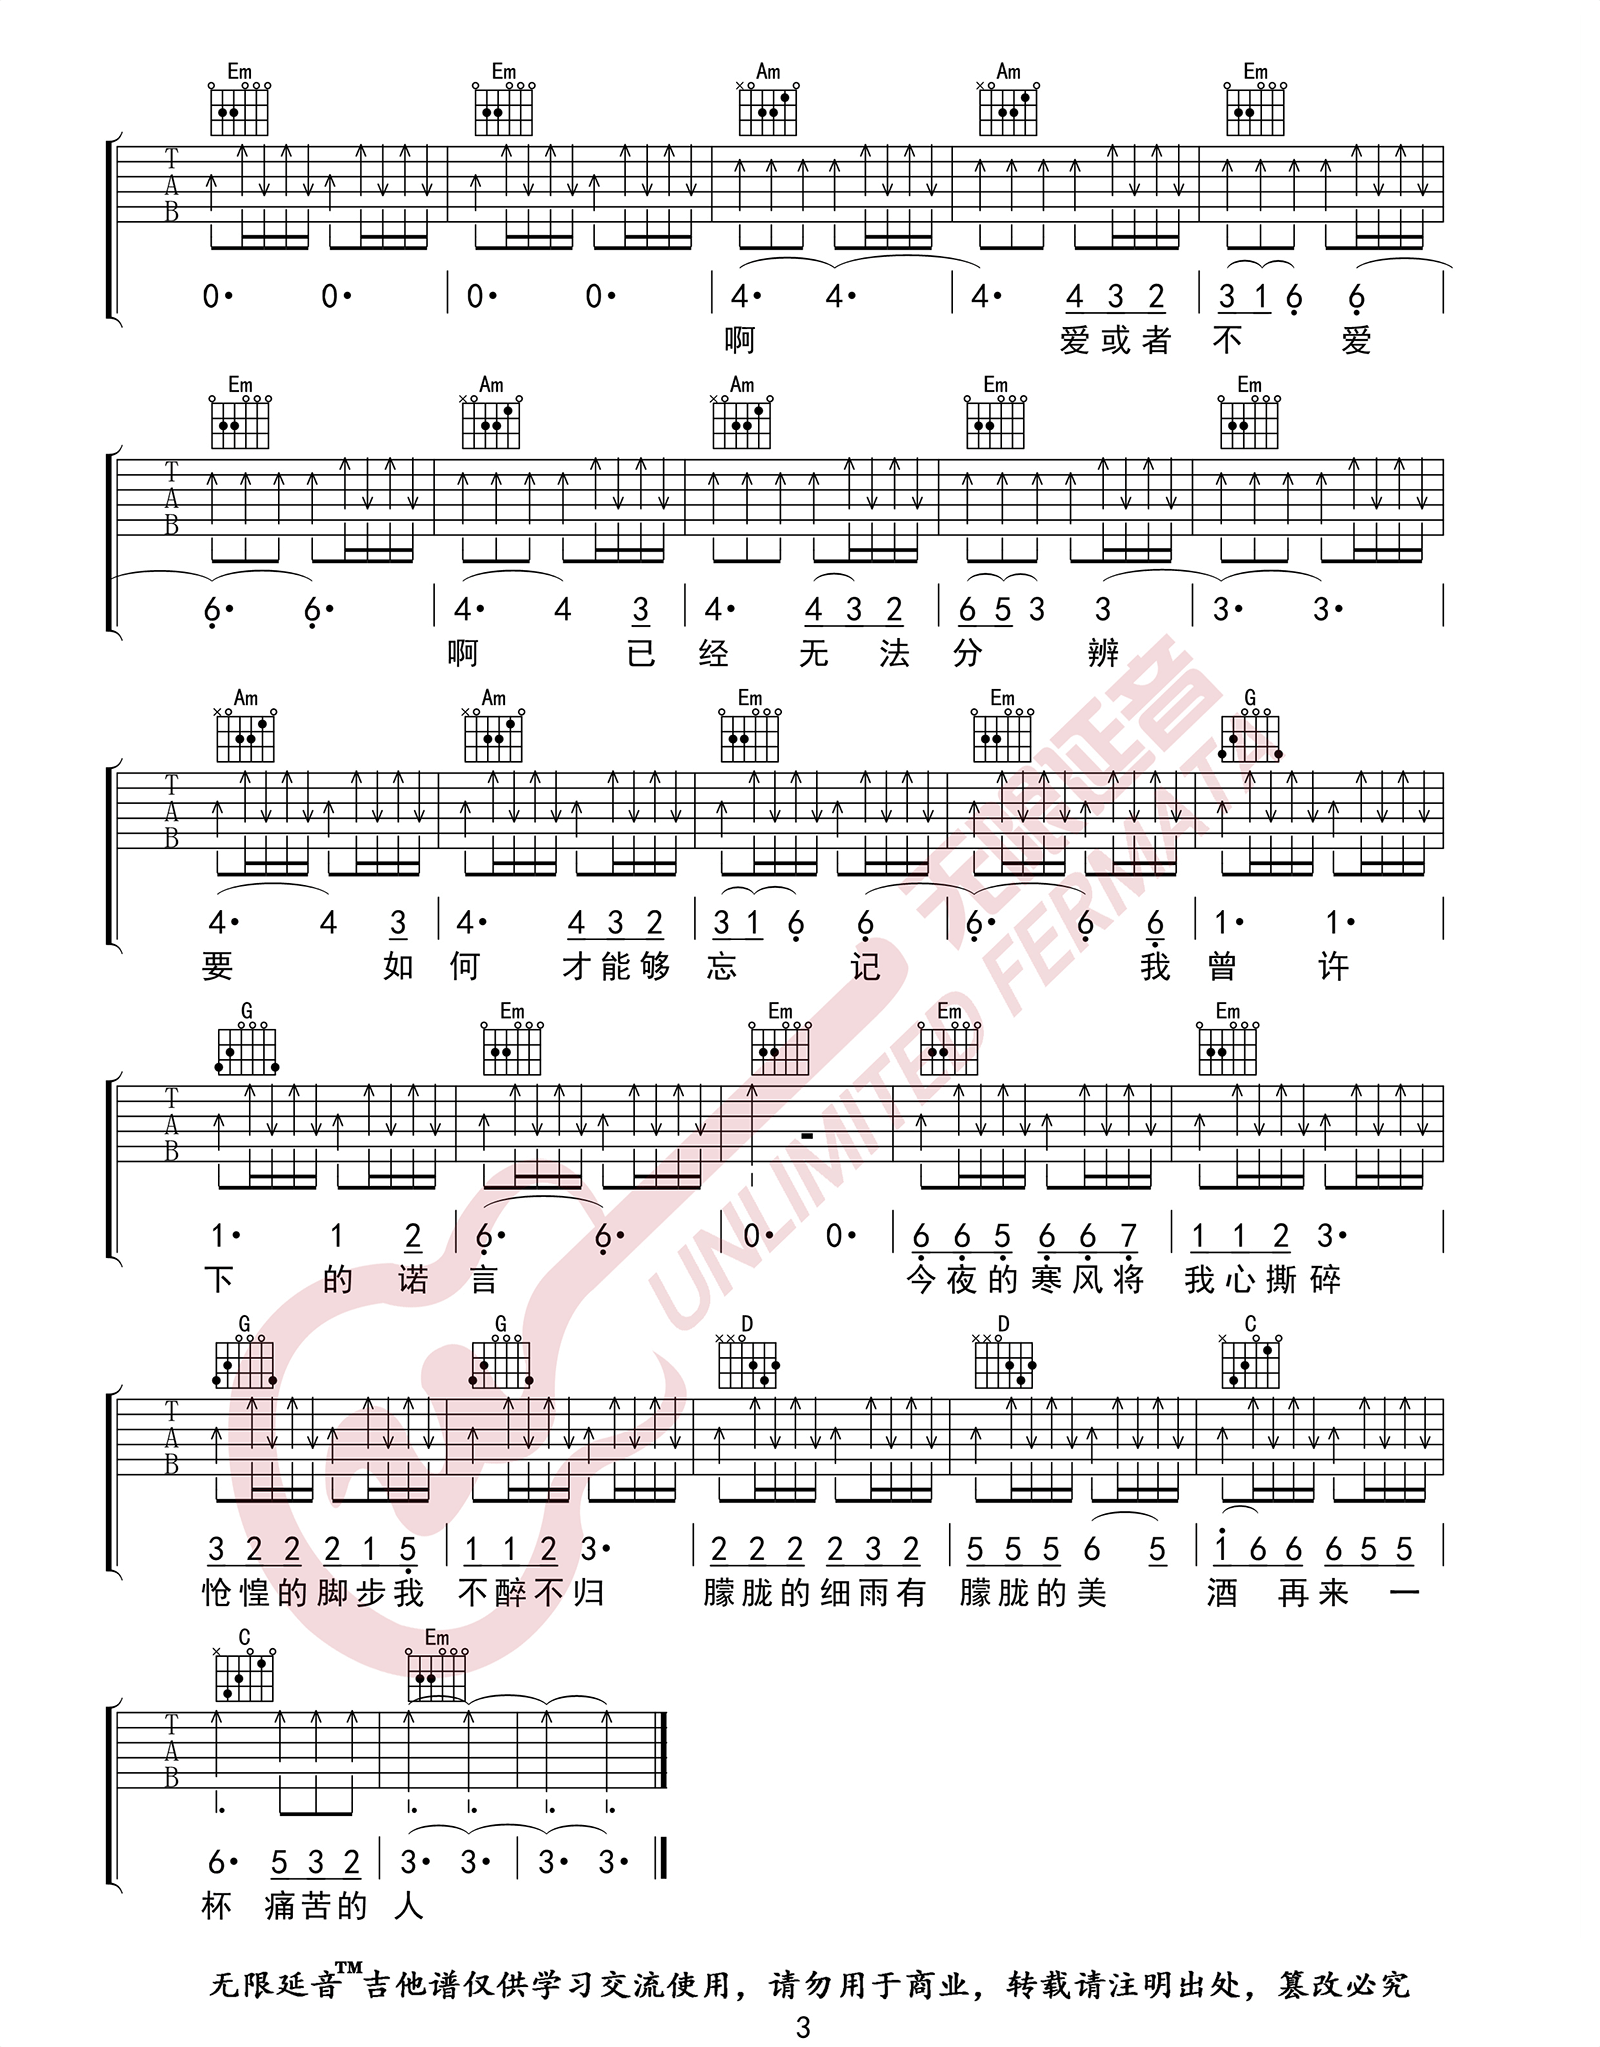 Em Em Am Am Em
T
A
B
0· 0· | 0· 0· | 4· 4· | 4· 4 3 2 | 3 1 6 6 |
啊 爱 或 者 不 爱
Em Am Am Em Em
T
A
B
6· 6· | 4· 4 3 | 4· 4 3 2 | 6 5 3 3 | 3· 3· |
啊 已 经 无 法 分 辨
Am Am Em Em G
T
A
B
4· 4 3 | 4· 4 3 2 | 3 1 6 6 | 6· 6 6 | 1· 1· |
要 如 何 才 能 够 忘 记 我 曾 许
G Em Em Em Em
T
A
B
1· 1 2 | 6· 6· | 0· 0· | 6 6 5 6 6 7 | 1 1 2 3· |
下 的 诺 言 今 夜 的 寒 风 将 我 心 撕 碎
G G D D C
T
A
B
3 2 2 2 1 5 | 1 1 2 3· | 2 2 2 2 3 2 | 5 5 5 6 5 | i 6 6 6 5 5 |
怆 惶 的 脚 步 我 不 醉 不 归 朦 胧 的 细 雨 有 朦 胧 的 美 酒 再 来 一
C Em
T
A
B
6· 5 3 2 | 3· 3· | 3· 3· ‖
杯 痛 苦 的 人
无限延音
UNLIMITED FERMATA
无限延音™吉他谱仅供学习交流使用，请勿用于商业，转载请注明出处，篡改必究
3